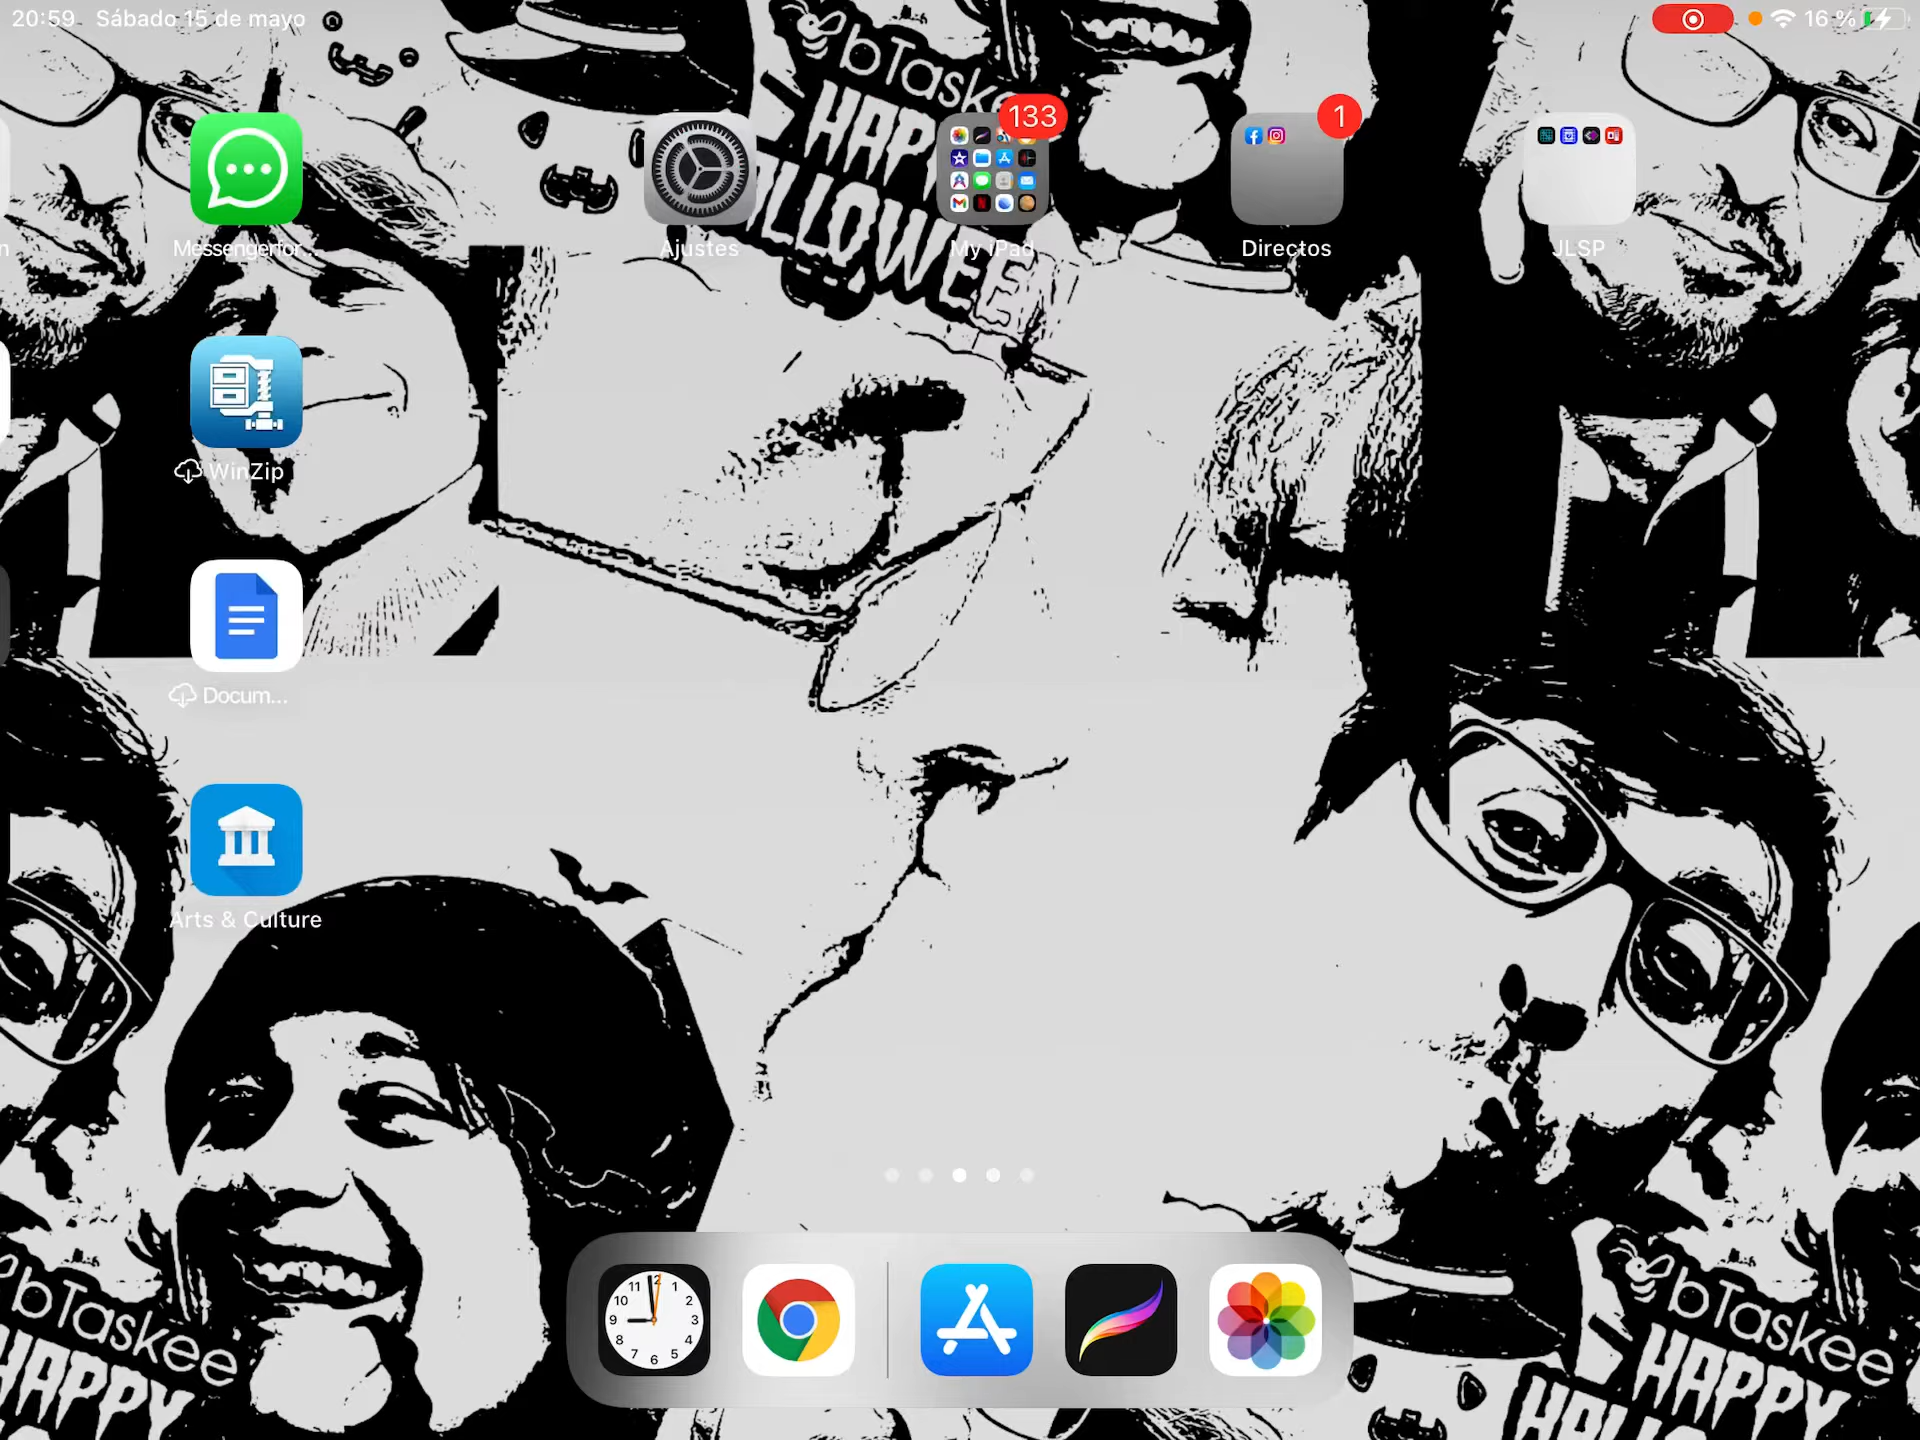 20:59 Sábado 15 de mayo
16 %
bTaskee
HAPPY
133
1
Messengerfor...
Ajustes
My iPad
Directos
JLSP
WinZip
Docum...
Arts & Culture
bTaskee
HAPPY
bTaskee
HAPPY